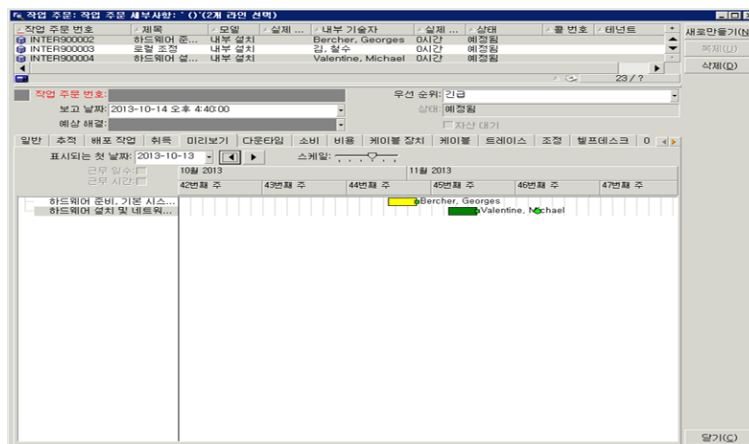 작업 주문: 작업 주문 세부사항: ' ()'(2개 라인 선택)
작업 주문 번호 제목 모델 실제 ... 내부 기술자 실제 ... 상태 콜 번호 테넌트
INTER900002 하드웨어 준... 내부 설치 Bercher, Georges 0시간 예정됨
INTER900003 로컬 조정 내부 설치 김, 철수 0시간 예정됨
INTER900004 하드웨어 설... 내부 설치 Valentine, Michael 0시간 예정됨
23 / ?
새로만들기(N
복제(U)
삭제(D)
작업 주문 번호: 우선 순위: 긴급
보고 날짜: 2013-10-14 오후 4:40:00 상태: 예정됨
예상 해결: 자산 대기
일반 추적 배포 작업 취득 미리보기 다운타임 소비 비용 케이블 장치 케이블 트레이스 조정 헬프데스크 0
표시되는 첫 날짜: 2013-10-13 스케일:
근무 일수: 10월 2013 11월 2013
근무 시간: 42번째 주 43번째 주 44번째 주 45번째 주 46번째 주 47번째 주
하드웨어 준비, 기본 시스... Bercher, Georges
하드웨어 설치 및 네트워... Valentine, Michael
닫기(C)